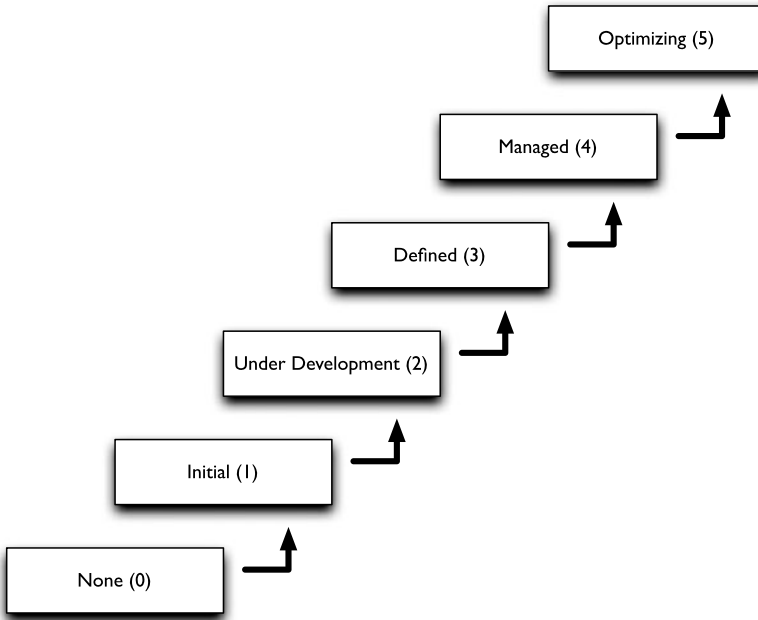 Optimizing (5)
Managed (4)
Defined (3)
Under Development (2)
Initial (1)
None (0)